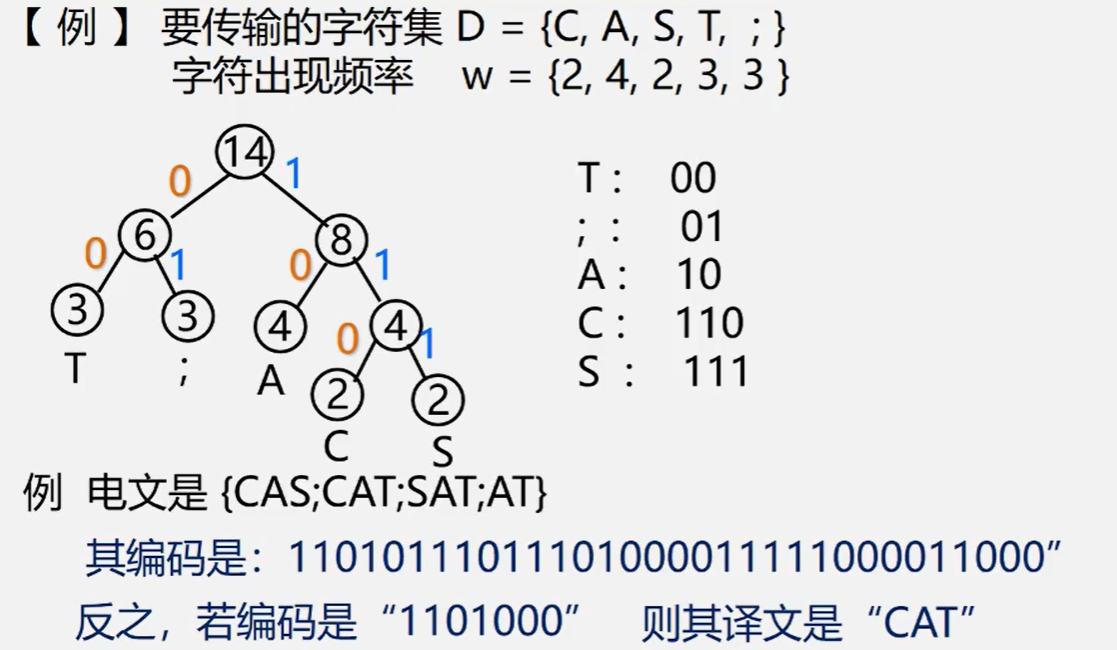 【 例 】 要传输的字符集 D = {C, A, S, T, ; }
字符出现频率 w = {2, 4, 2, 3, 3 }
14
0 1
6 8
0 1 0 1
3 3 4 4
T ; A
0 1
2 2
C S
T : 00
; : 01
A : 10
C : 110
S : 111
例 电文是 {CAS;CAT;SAT;AT}
其编码是：11010111011101000011111000011000”
反之，若编码是“1101000” 则其译文是“CAT”